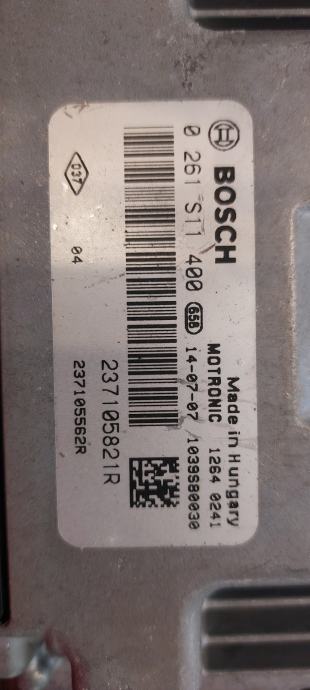 BOSCH
Made in Hungary
MOTRONIC 1264 0241
0 261 S11 400 658 14-07-07 1039S80030
237105821R
D37 04 237105562R